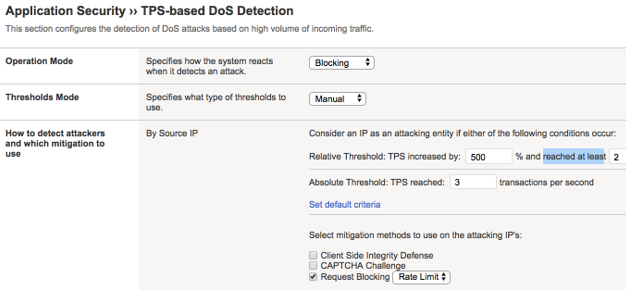 Application Security ›› TPS-based DoS Detection
This section configures the detection of DoS attacks based on high volume of incoming traffic.
Operation Mode
Specifies how the system reacts
when it detects an attack.
Blocking
Thresholds Mode
Specifies what type of thresholds to
use.
Manual
How to detect attackers
and which mitigation to
use
By Source IP
Consider an IP as an attacking entity if either of the following conditions occur:
Relative Threshold: TPS increased by: 500 % and reached at least 2
Absolute Threshold: TPS reached: 3 transactions per second
Set default criteria
Select mitigation methods to use on the attacking IP's:
Client Side Integrity Defense
CAPTCHA Challenge
Request Blocking Rate Limit